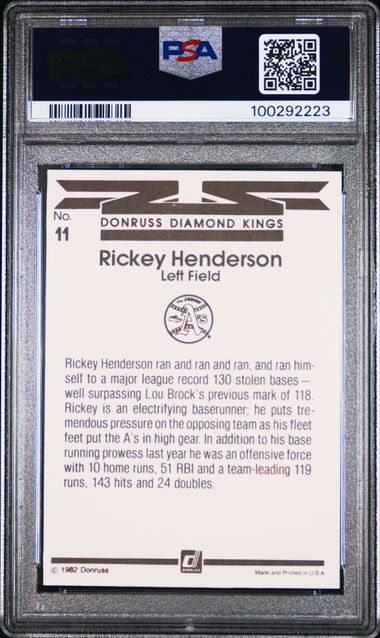 PSA
PSA
100292223
No.
11
DONRUSS DIAMOND KINGS
Rickey Henderson
Left Field
A's
Rickey Henderson ran and ran and ran, and ran him-
self to a major league record 130 stolen bases —
well surpassing Lou Brock's previous mark of 118.
Rickey is an electrifying baserunner; he puts tre-
mendous pressure on the opposing team as his fleet
feet put the A's in high gear. In addition to his base
running prowess last year he was an offensive force
with 10 home runs, 51 RBI and a team-leading 119
runs, 143 hits and 24 doubles.
d
DONRUSS
© 1982 Donruss
Made and Printed in U.S.A.